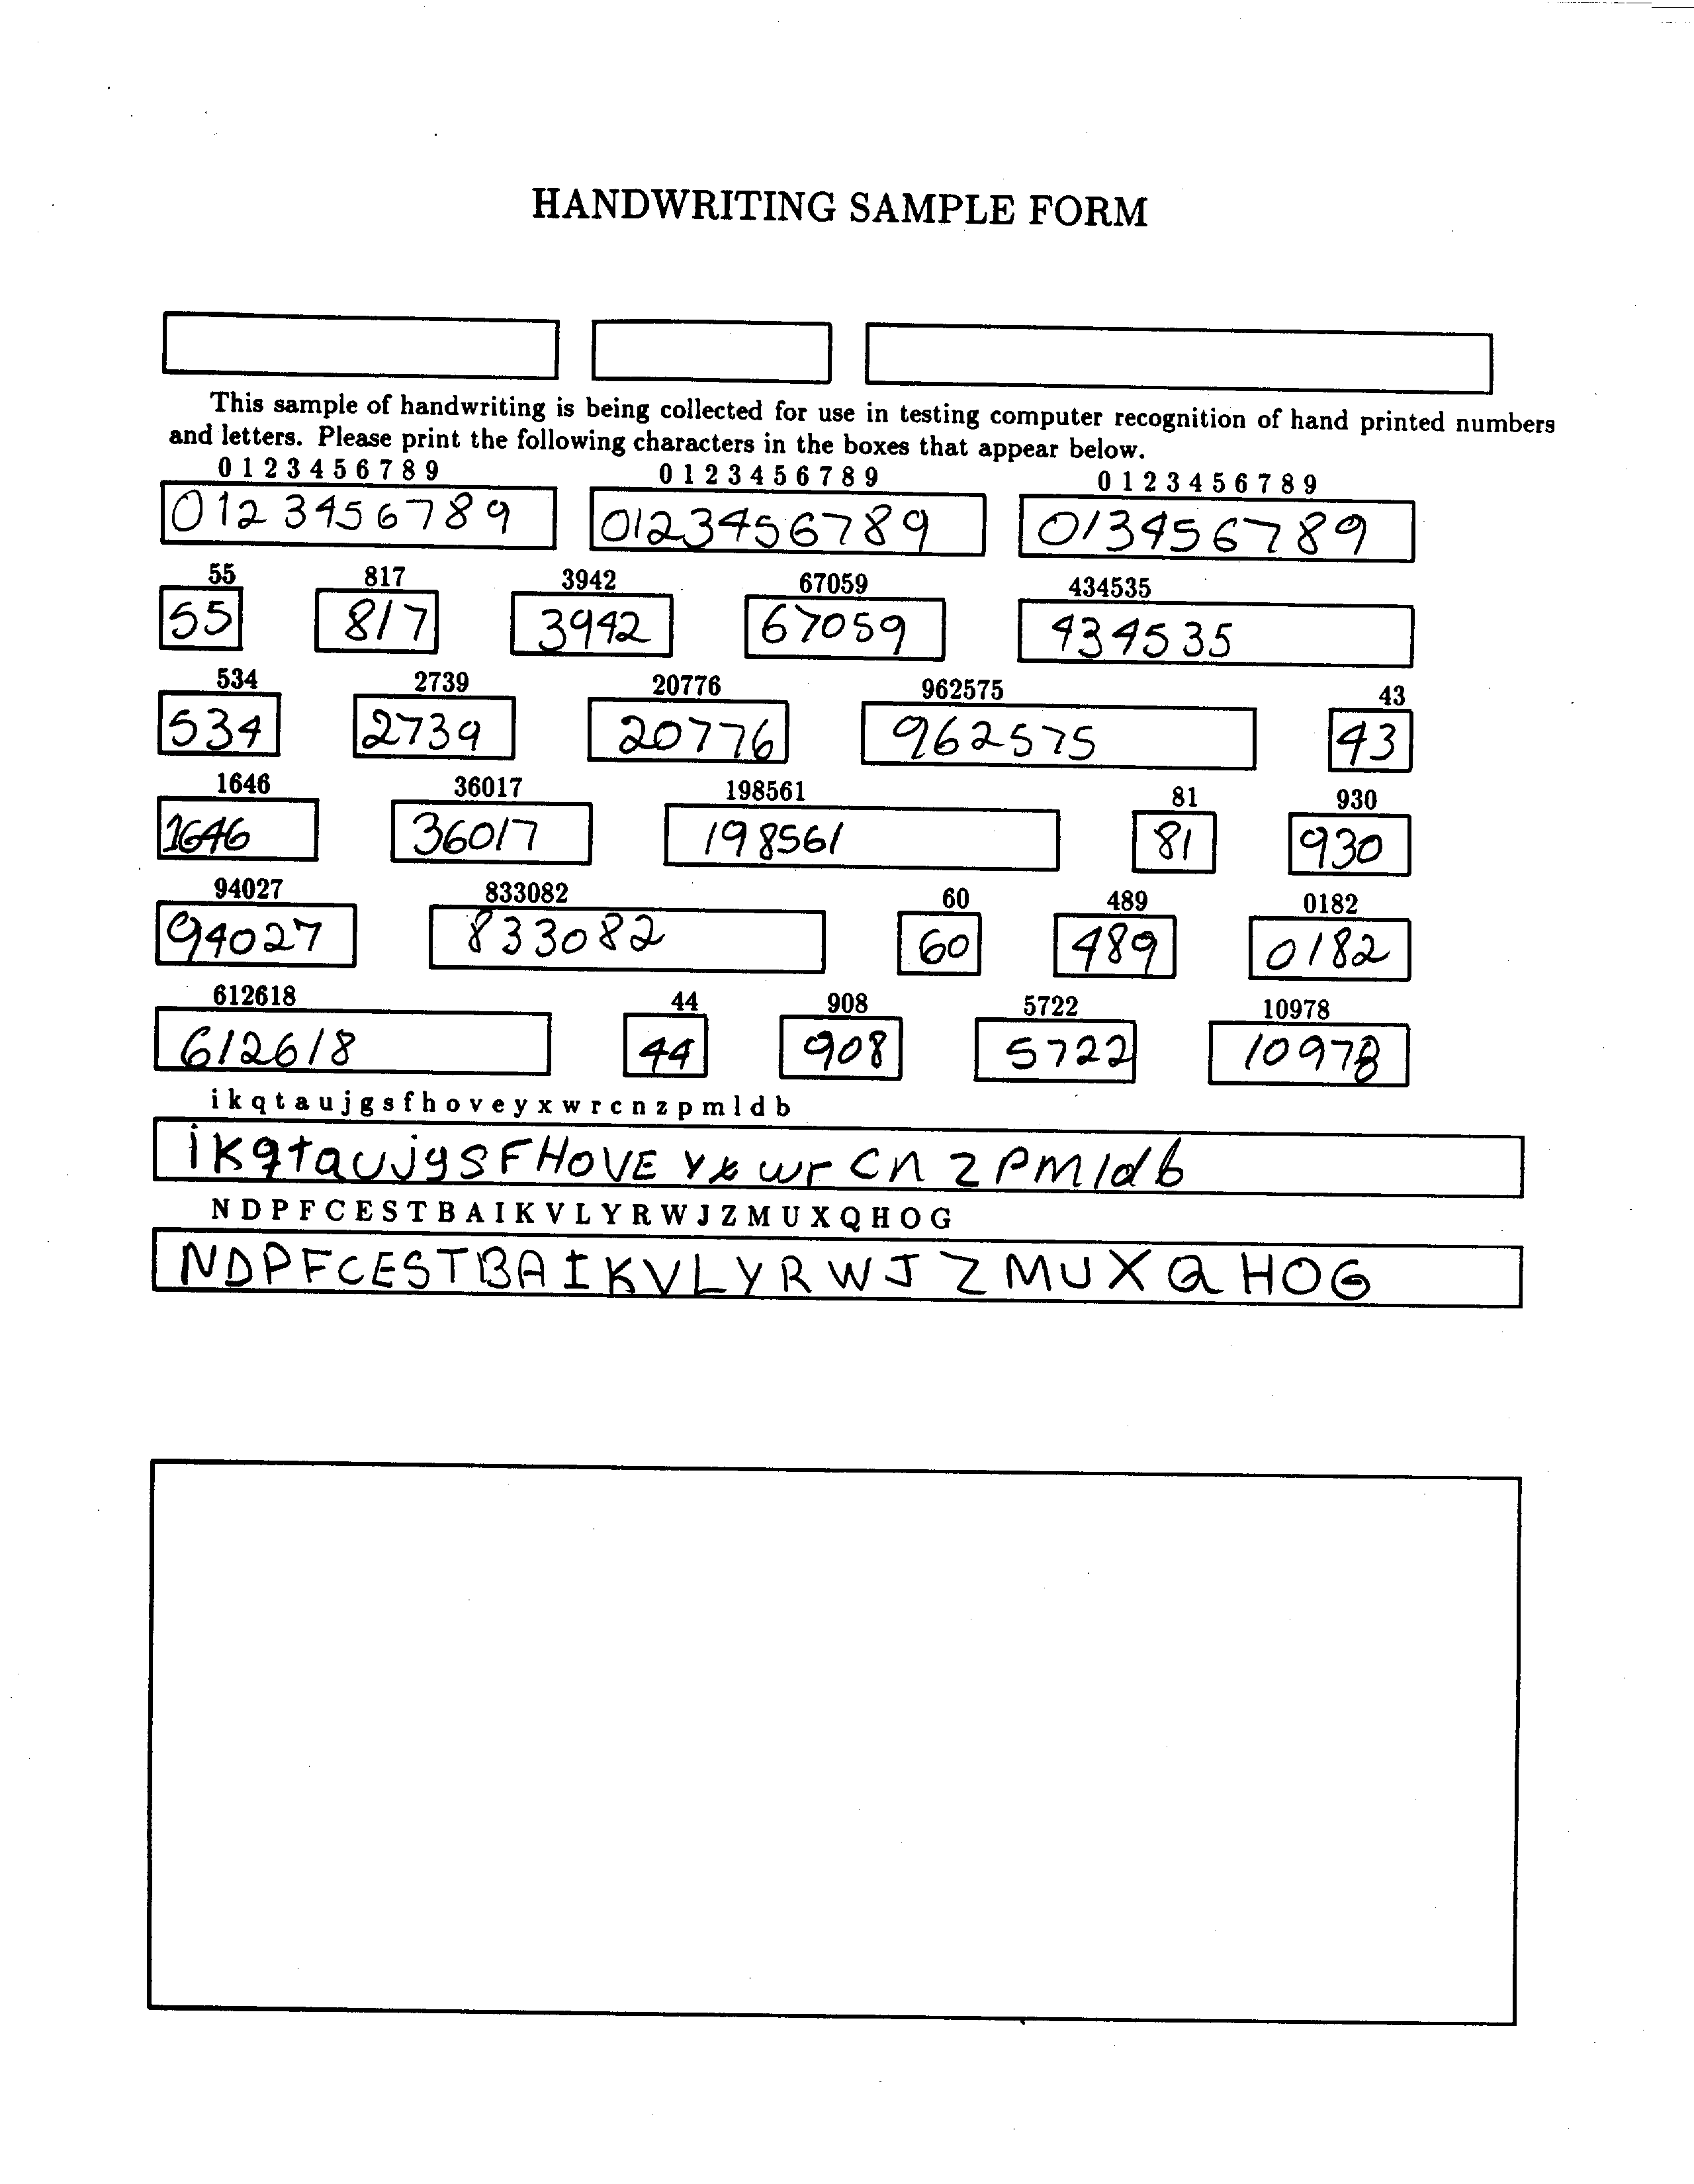 HANDWRITING SAMPLE FORM
This sample of handwriting is being collected for use in testing computer recognition of hand printed numbers
and letters. Please print the following characters in the boxes that appear below.
0 1 2 3 4 5 6 7 8 9 0 1 2 3 4 5 6 7 8 9 0 1 2 3 4 5 6 7 8 9
0123456789 0123456789 013456789
55 817 3942 67059 434535
55 817 3942 67059 434535
534 2739 20776 962575 43
534 2739 20776 962575 43
1646 36017 198561 81 930
1646 36017 198561 81 930
94027 833082 60 489 0182
94027 833082 60 489 0182
612618 44 908 5722 10978
612618 44 908 5722 10978
i k q t a u j g s f h o v e y x w r c n z p m l d b
iKqtaujgSFHOVE Yx wr Cn z Pmldb
N D P F C E S T B A I K V L Y R W J Z M U X Q H O G
NDPFCESTBAIKVLYRWJZMUXQHOG